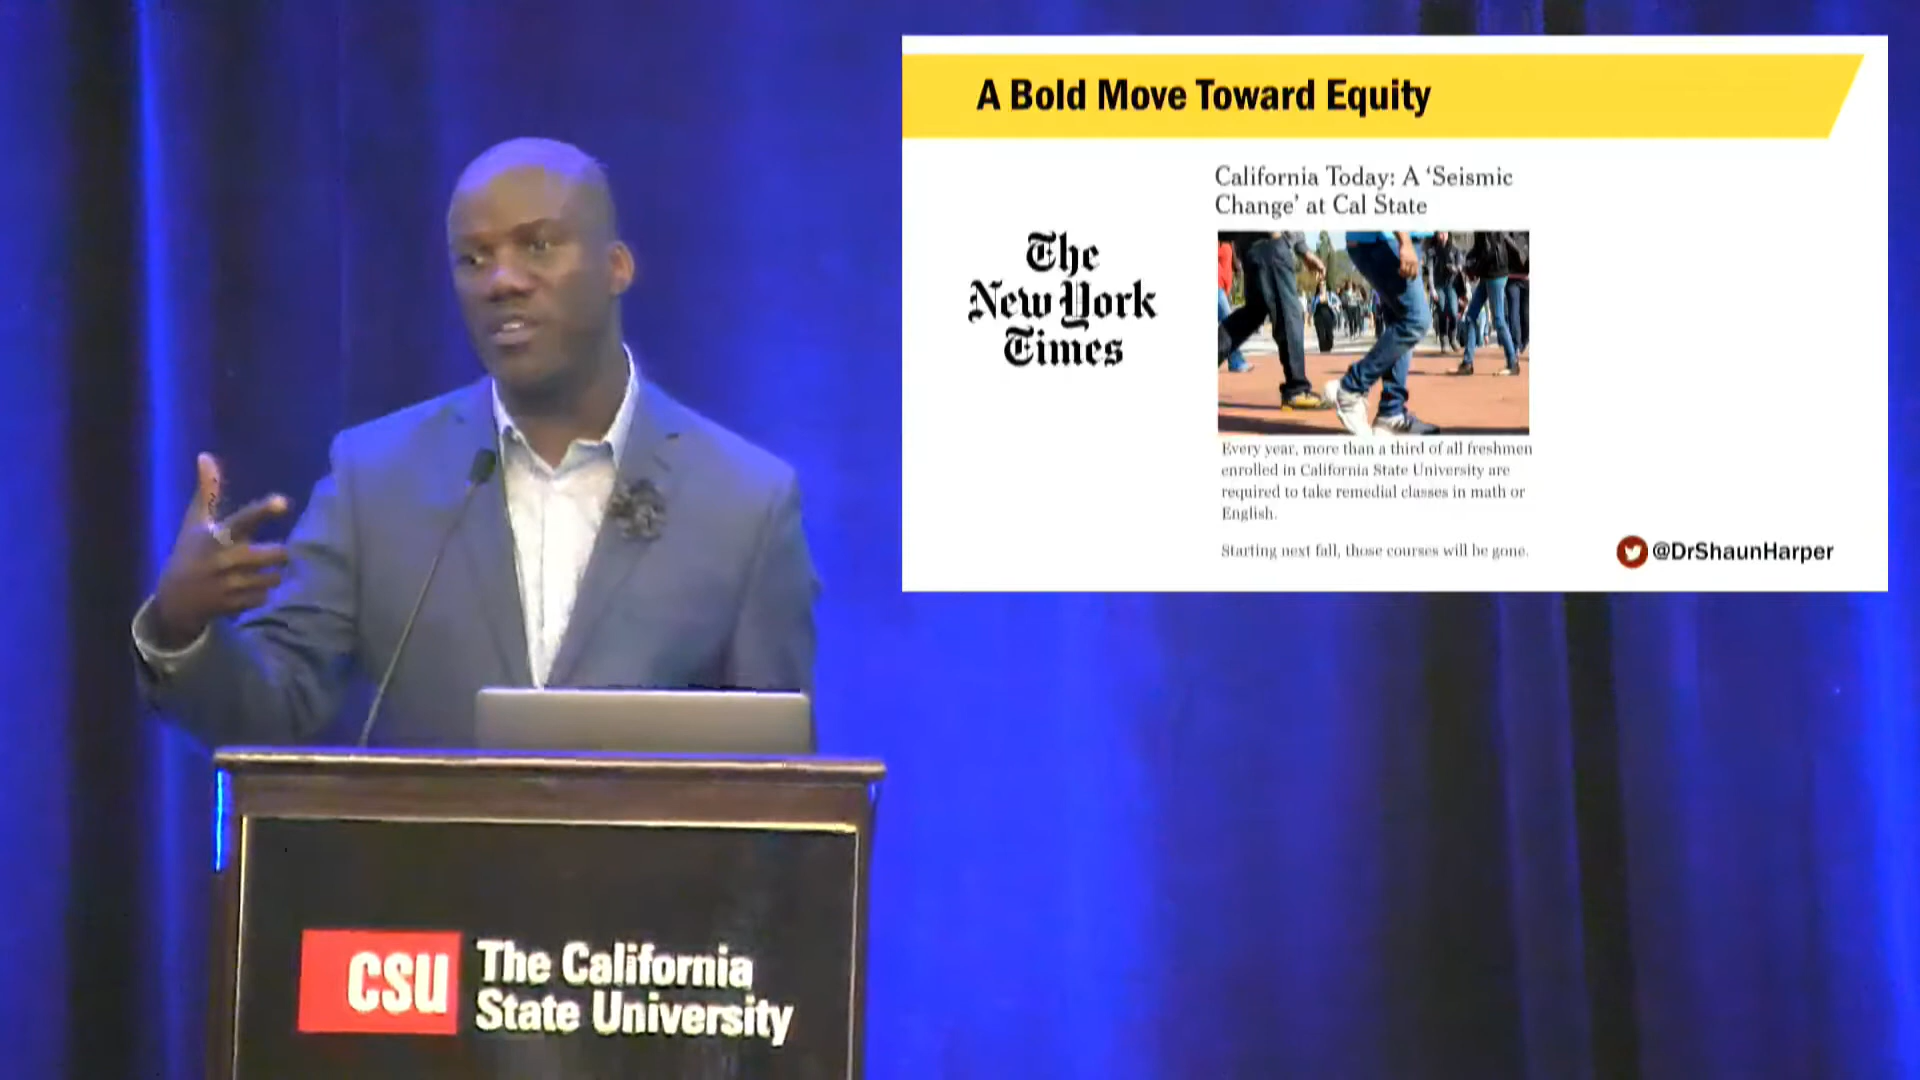 A Bold Move Toward Equity
California Today: A ‘Seismic
Change’ at Cal State
The
New York
Times
Every year, more than a third of all freshmen
enrolled in California State University are
required to take remedial classes in math or
English.
Starting next fall, those courses will be gone.
@DrShaunHarper
CSU
The California
State University